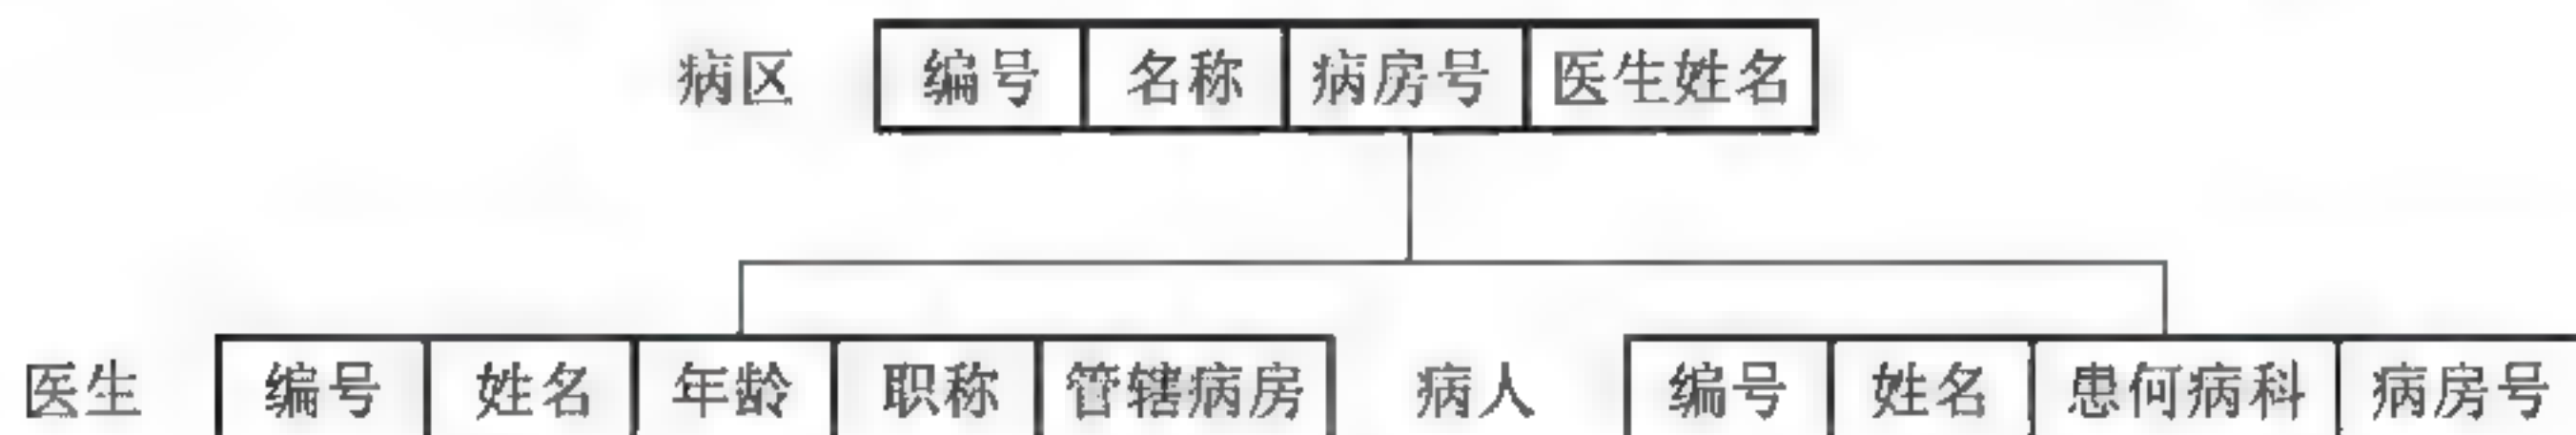 病区 编号 名称 病房号 医生姓名
医生 编号 姓名 年龄 职称 管辖病房 病人 编号 姓名 患何病科 病房号